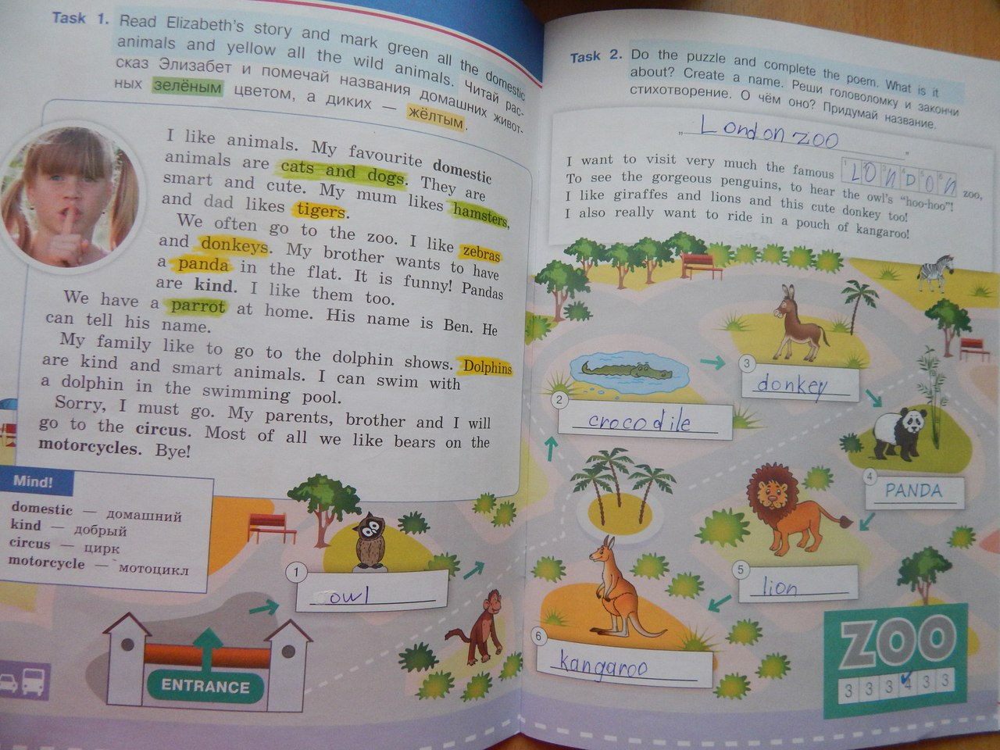 Task 1. Read Elizabeth's story and mark green all the domestic
animals and yellow all the wild animals. Читай рас-
сказ Элизабет и помечай названия домашних живот-
ных зелёным цветом, а диких — жёлтым.
I like animals. My favourite domestic
animals are cats and dogs. They are
smart and cute. My mum likes hamsters,
and dad likes tigers.
We often go to the zoo. I like zebras
and donkeys. My brother wants to have
a panda in the flat. It is funny! Pandas
are kind. I like them too.
We have a parrot at home. His name is Ben. He
can tell his name.
My family like to go to the dolphin shows. Dolphins
are kind and smart animals. I can swim with
a dolphin in the swimming pool.
Sorry, I must go. My parents, brother and I will
go to the circus. Most of all we like bears on the
motorcycles. Bye!
Mind!
domestic — домашний
kind — добрый
circus — цирк
motorcycle — мотоцикл
1
owl
ENTRANCE
Task 2. Do the puzzle and complete the poem. What is it
about? Create a name. Реши головоломку и закончи
стихотворение. О чём оно? Придумай название.
„London zoo"
I want to visit very much the famous LONDON zoo,
To see the gorgeous penguins, to hear the owl's "hoo-hoo"!
I like giraffes and lions and this cute donkey too!
I also really want to ride in a pouch of kangaroo!
2
crocodile
3
donkey
4
PANDA
5
lion
6
kangaroo
ZOO
3 3 3 4 3 3